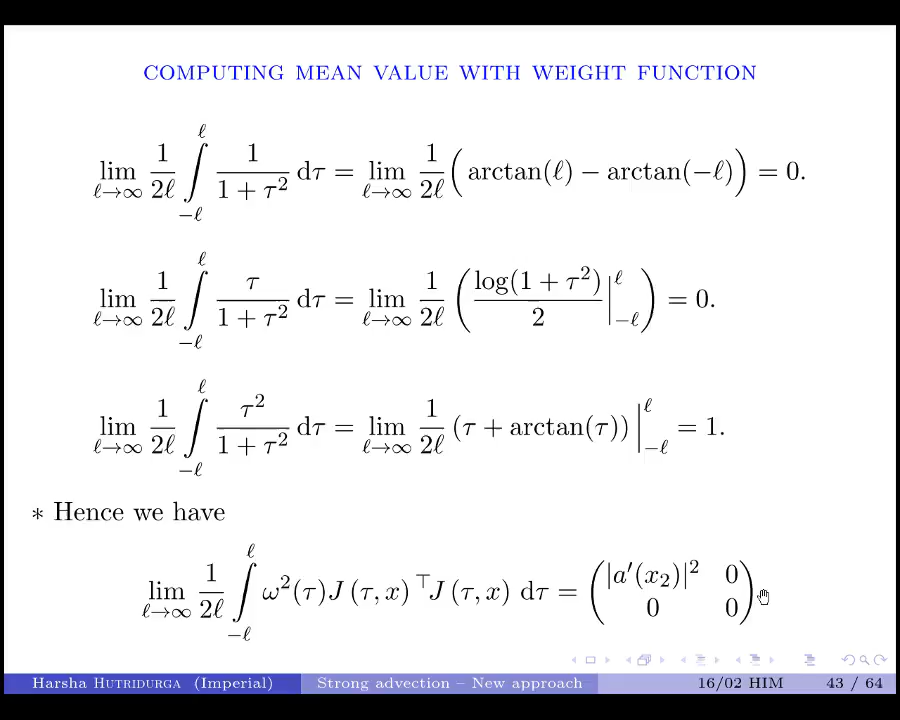 COMPUTING MEAN VALUE WITH WEIGHT FUNCTION
lim_{ℓ→∞} 1/2ℓ ∫_{−ℓ}^{ℓ} 1/(1 + τ²) dτ = lim_{ℓ→∞} 1/2ℓ ( arctan(ℓ) − arctan(−ℓ) ) = 0.
lim_{ℓ→∞} 1/2ℓ ∫_{−ℓ}^{ℓ} τ/(1 + τ²) dτ = lim_{ℓ→∞} 1/2ℓ ( log(1 + τ²)/2 |_{−ℓ}^{ℓ} ) = 0.
lim_{ℓ→∞} 1/2ℓ ∫_{−ℓ}^{ℓ} τ²/(1 + τ²) dτ = lim_{ℓ→∞} 1/2ℓ (τ + arctan(τ)) |_{−ℓ}^{ℓ} = 1.
∗ Hence we have
lim_{ℓ→∞} 1/2ℓ ∫_{−ℓ}^{ℓ} ω²(τ)J (τ, x) ⊤J (τ, x) dτ = ( |a′(x₂)|² 0 ; 0 0 )
Harsha HUTRIDURGA (Imperial) Strong advection – New approach 16/02 HIM 43 / 64